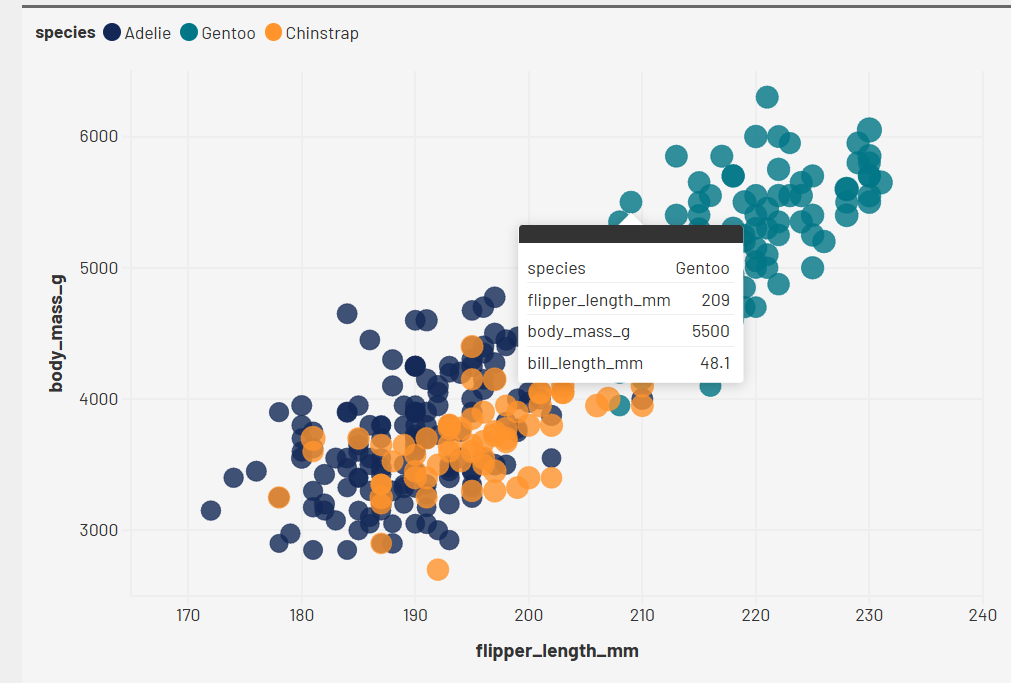 species Adelie Gentoo Chinstrap
6000
5000
4000
3000
body_mass_g
species Gentoo
flipper_length_mm 209
body_mass_g 5500
bill_length_mm 48.1
170 180 190 200 210 220 230 240
flipper_length_mm